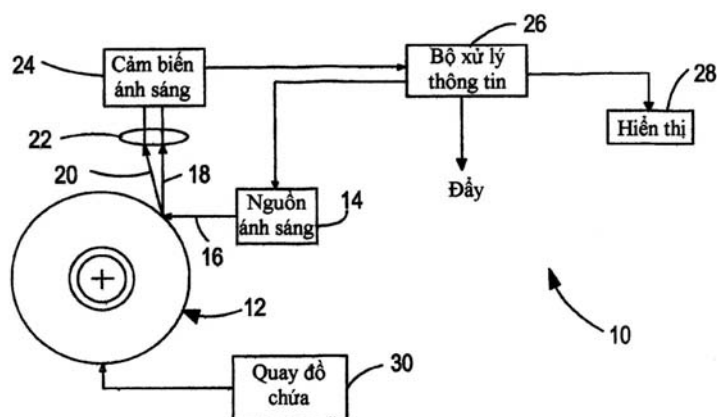 24
Cảm biến
ánh sáng
26
Bộ xử lý
thông tin
28
Hiển thị
22
20
18
Nguồn
ánh sáng
14
Đẩy
16
12
10
Quay đồ
chứa
30